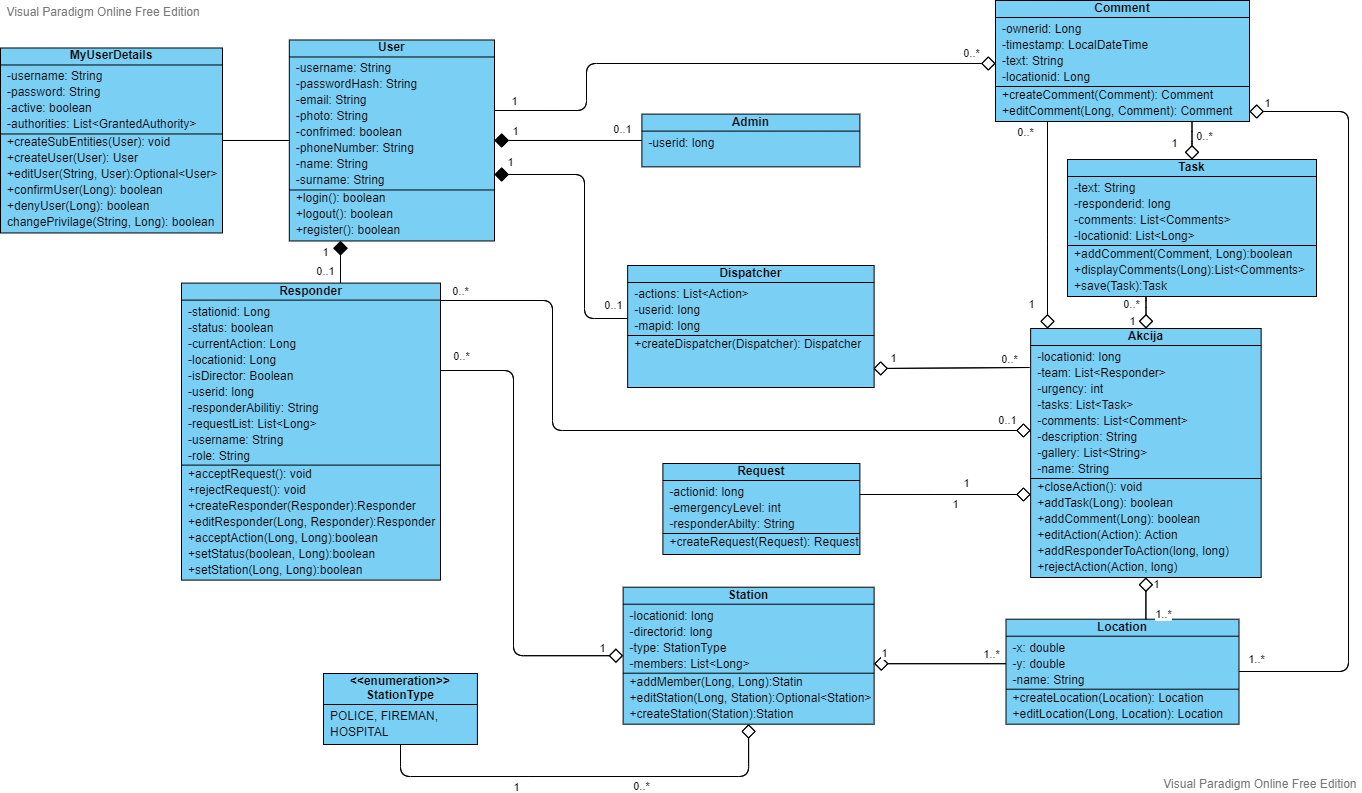 Visual Paradigm Online Free Edition
MyUserDetails
-username: String
-password: String
-active: boolean
-authorities: List<GrantedAuthority>
+createSubEntities(User): void
+createUser(User): User
+editUser(String, User):Optional<User>
+confirmUser(Long): boolean
+denyUser(Long): boolean
changePrivilage(String, Long): boolean
User
-username: String
-passwordHash: String
-email: String
-photo: String
-confrimed: boolean
-phoneNumber: String
-name: String
-surname: String
+login(): boolean
+logout(): boolean
+register(): boolean
1
0..*
1
0..1
1
0..1
1
0..1
Comment
-ownerid: Long
-timestamp: LocalDateTime
-text: String
-locationid: Long
+createComment(Comment): Comment
+editComment(Long, Comment): Comment
1
0..*
0..*
1
1
Admin
-userid: long
Task
-text: String
-responderid: long
-comments: List<Comments>
-locationid: List<Long>
+addComment(Comment, Long):boolean
+displayComments(Long):List<Comments>
+save(Task):Task
0..*
1
Dispatcher
-actions: List<Action>
-userid: long
-mapid: long
+createDispatcher(Dispatcher): Dispatcher
1
0..*
Responder
-stationid: Long
-status: boolean
-currentAction: Long
-locationid: Long
-isDirector: Boolean
-userid: long
-responderAbilitiy: String
-requestList: List<Long>
-username: String
-role: String
+acceptRequest(): void
+rejectRequest(): void
+createResponder(Responder):Responder
+editResponder(Long, Responder):Responder
+acceptAction(Long, Long):boolean
+setStatus(boolean, Long):boolean
+setStation(Long, Long):boolean
0..*
0..*
0..1
1
Akcija
-locationid: long
-team: List<Responder>
-urgency: int
-tasks: List<Task>
-comments: List<Comment>
-description: String
-gallery: List<String>
-name: String
+closeAction(): void
+addTask(Long): boolean
+addComment(Long): boolean
+editAction(Action): Action
+addResponderToAction(long, long)
+rejectAction(Action, long)
1
1..*
Request
-actionid: long
-emergencyLevel: int
-responderAbilty: String
+createRequest(Request): Request
1
1
Station
-locationid: long
-directorid: long
-type: StationType
-members: List<Long>
+addMember(Long, Long):Statin
+editStation(Long, Station):Optional<Station>
+createStation(Station):Station
1
1..*
Location
-x: double
-y: double
-name: String
+createLocation(Location): Location
+editLocation(Long, Location): Location
1..*
<<enumeration>>
StationType
POLICE, FIREMAN,
HOSPITAL
1
0..*
Visual Paradigm Online Free Edition